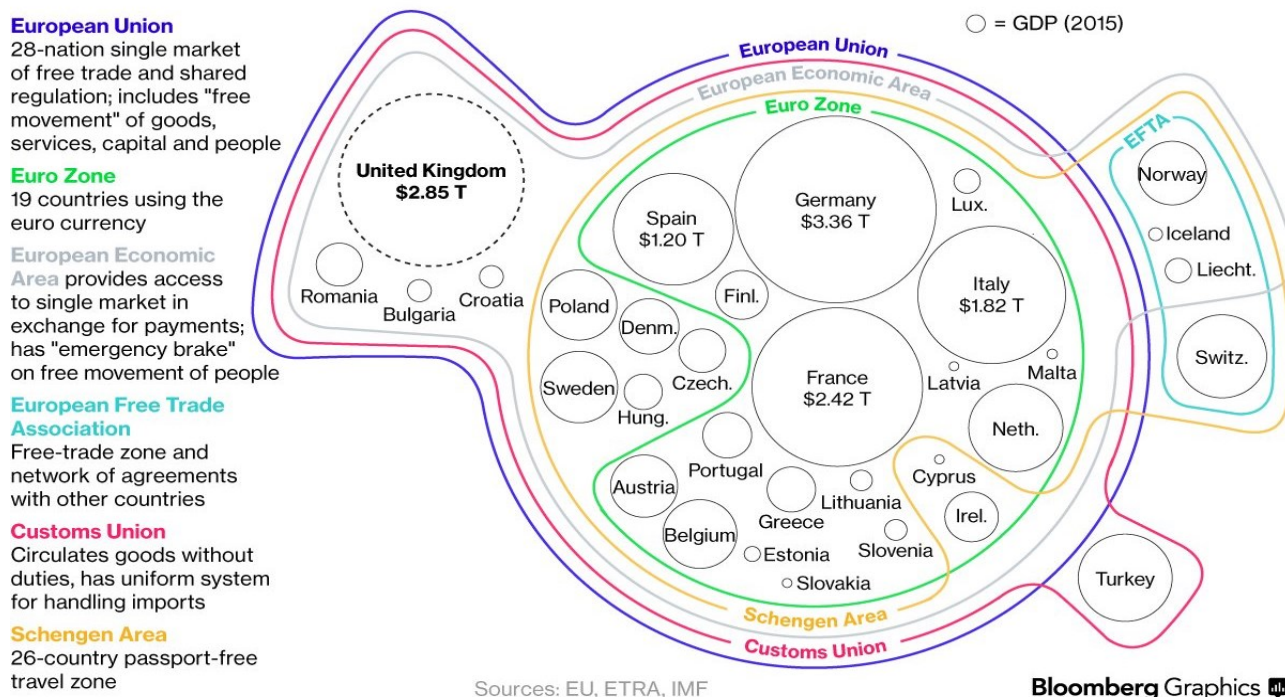 European Union
28-nation single market
of free trade and shared
regulation; includes "free
movement" of goods,
services, capital and people
Euro Zone
19 countries using the
euro currency
European Economic
Area provides access
to single market in
exchange for payments;
has "emergency brake"
on free movement of people
European Free Trade
Association
Free-trade zone and
network of agreements
with other countries
Customs Union
Circulates goods without
duties, has uniform system
for handling imports
Schengen Area
26-country passport-free
travel zone
= GDP (2015)
European Union
European Economic Area
Euro Zone
EFTA
United Kingdom
$2.85 T
Romania
Bulgaria
Croatia
Spain
$1.20 T
Germany
$3.36 T
Lux.
Italy
$1.82 T
Finl.
Poland
Denm.
Czech.
Sweden
Hung.
France
$2.42 T
Latvia
Malta
Neth.
Portugal
Austria
Belgium
Greece
Lithuania
Cyprus
Irel.
Slovenia
Estonia
Slovakia
Norway
Iceland
Liecht.
Switz.
Turkey
Schengen Area
Customs Union
Sources: EU, ETRA, IMF
Bloomberg Graphics